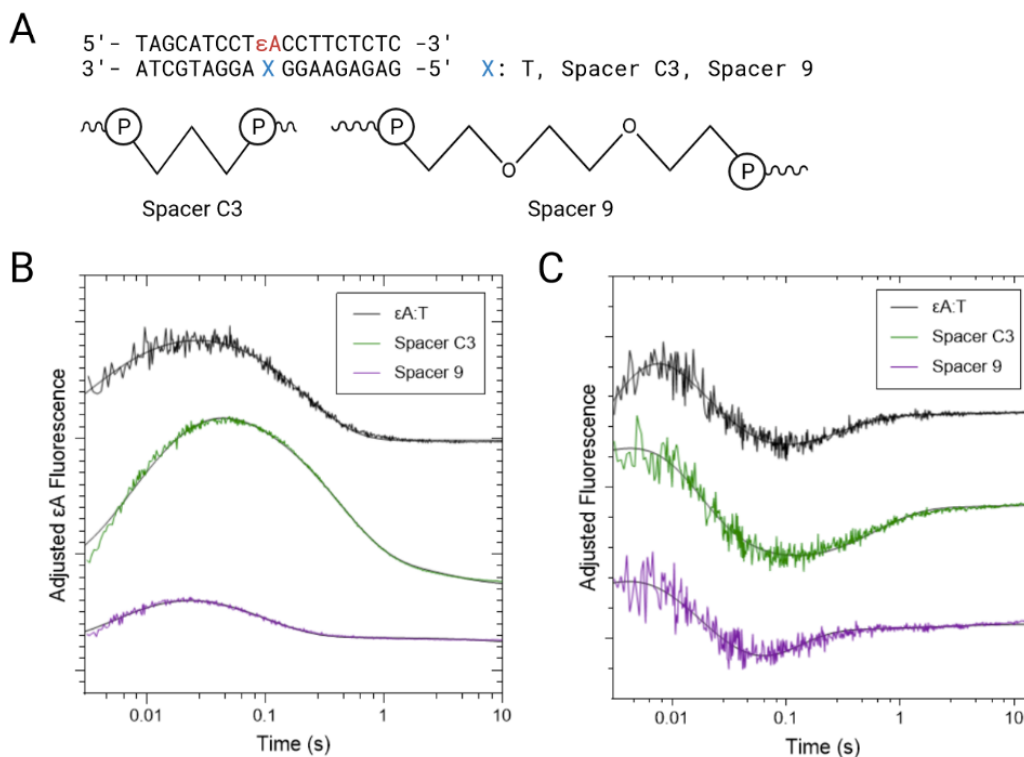 A
5'- TAGCATCCTεACCTTCTCTC -3'
3'- ATCGTAGGA X GGAAGAGAG -5' X: T, Spacer C3, Spacer 9
P P P O O P
Spacer C3 Spacer 9
B
εA:T
Spacer C3
Spacer 9
Adjusted εA Fluorescence
0.01 0.1 1 10
Time (s)
C
εA:T
Spacer C3
Spacer 9
Adjusted Fluorescence
0.01 0.1 1 10
Time (s)